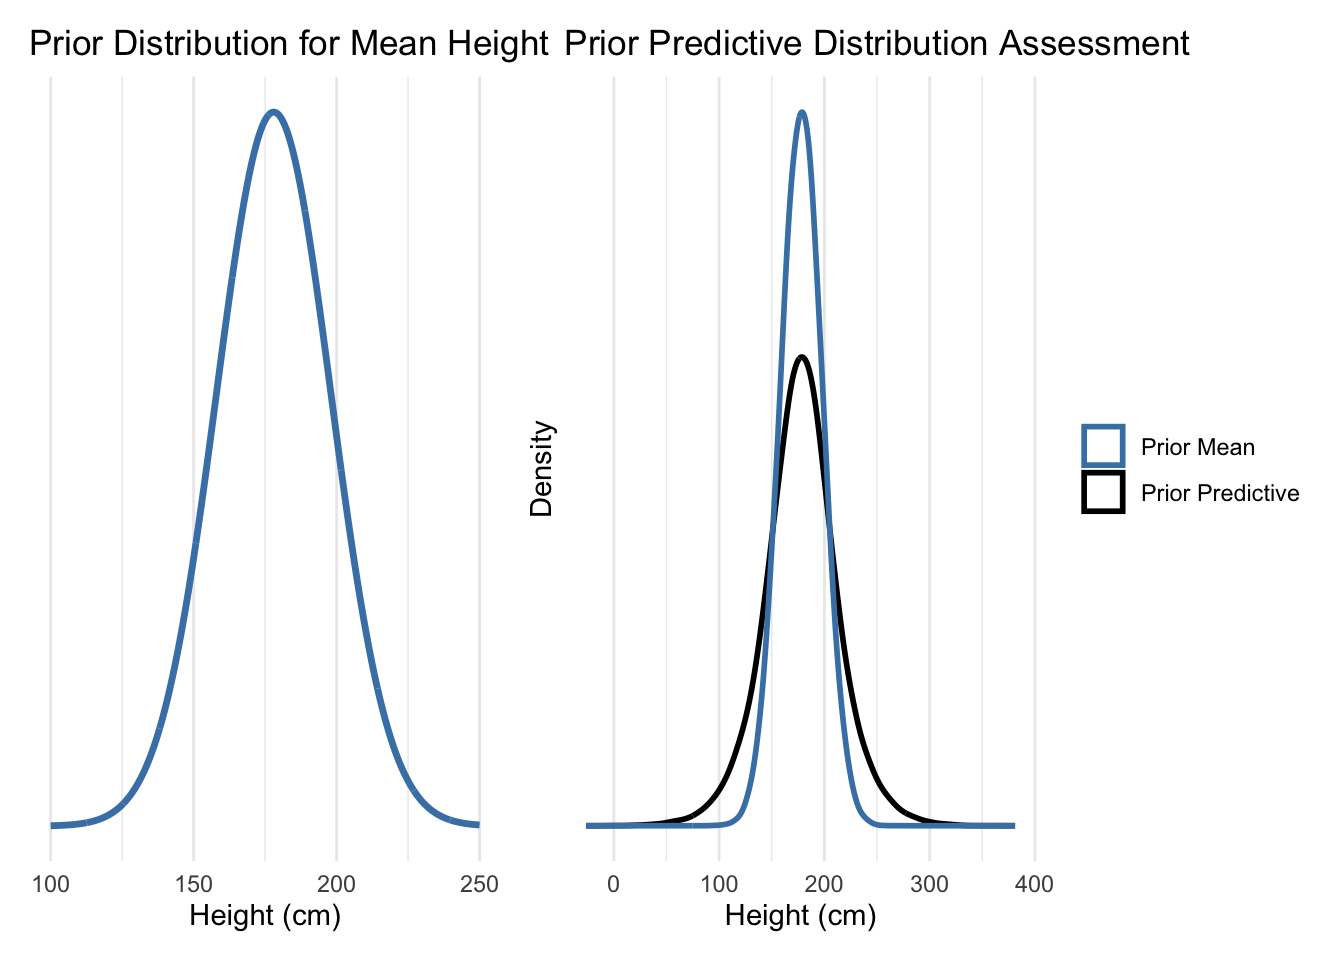 Prior Distribution for Mean Height
100 150 200 250
Height (cm)
Prior Predictive Distribution Assessment
Density
0 100 200 300 400
Height (cm)
Prior Mean
Prior Predictive